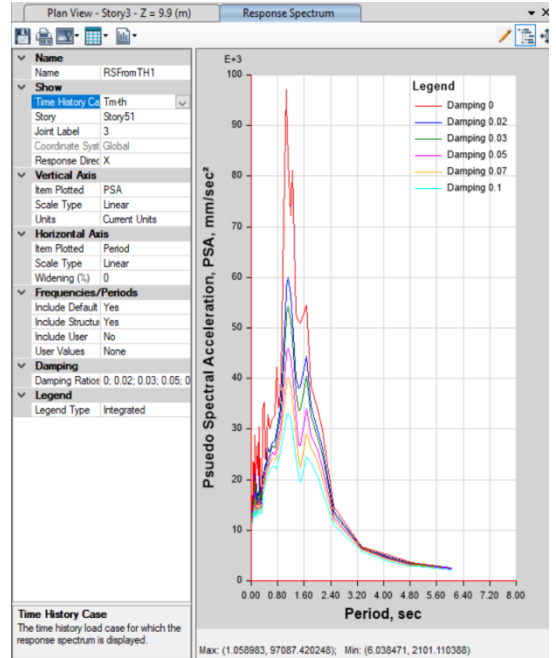 Plan View - Story3 - Z = 9.9 (m)
Response Spectrum
Name
Name RSFromTH1
Show
Time History Ca Tm-th
Story Story51
Joint Label 3
Coordinate Syst Global
Response Direc X
Vertical Axis
Item Plotted PSA
Scale Type Linear
Units Current Units
Horizontal Axis
Item Plotted Period
Scale Type Linear
Widening (%) 0
Frequencies/Periods
Include Default Yes
Include Structur Yes
Include User No
User Values None
Damping
Damping Ratios 0; 0.02; 0.03; 0.05; 0
Legend
Legend Type Integrated
Time History Case
The time history load case for which the
response spectrum is displayed.
E+3
100
90
80
70
60
50
40
30
20
10
0
Psuedo Spectral Acceleration, PSA, mm/sec²
Legend
Damping 0
Damping 0.02
Damping 0.03
Damping 0.05
Damping 0.07
Damping 0.1
0.00 0.80 1.60 2.40 3.20 4.00 4.80 5.60 6.40 7.20 8.00
Period, sec
Max: (1.058983, 97087.420248); Min: (6.038471, 2101.110388)